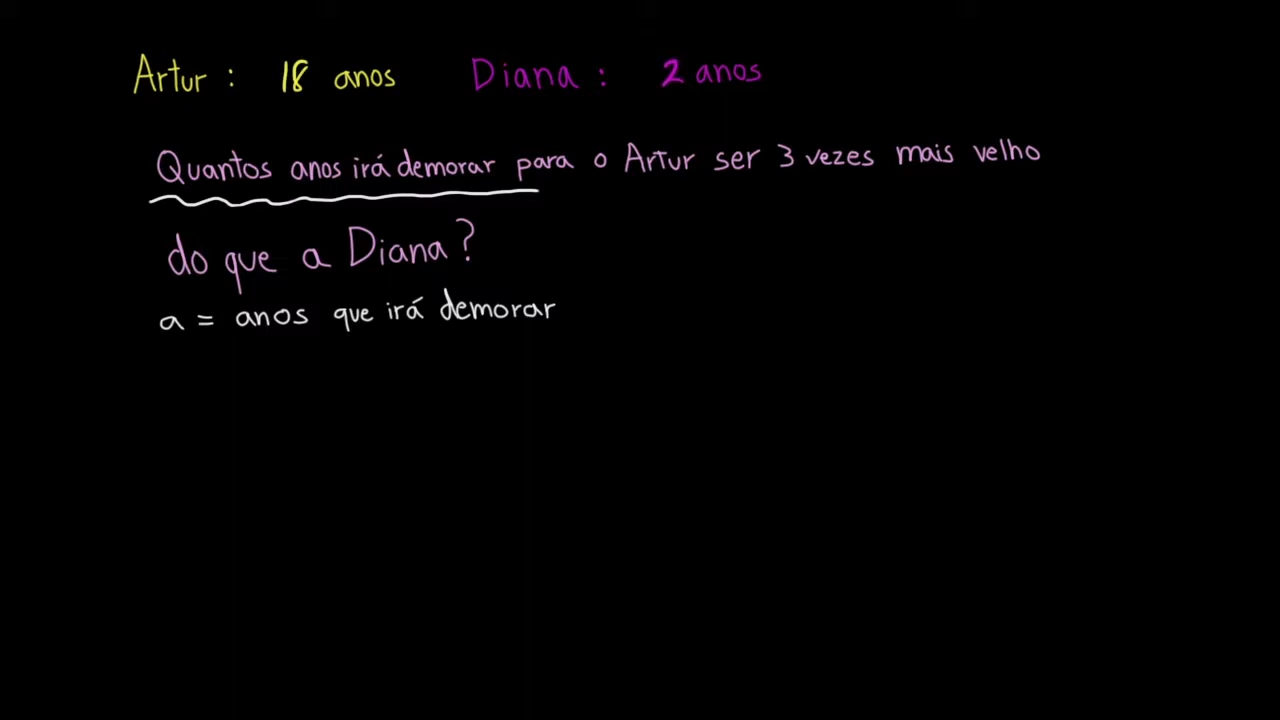 Artur: 18 anos Diana: 2 anos
Quantos anos irá demorar para o Artur ser 3 vezes mais velho
do que a Diana?
a = anos que irá demorar